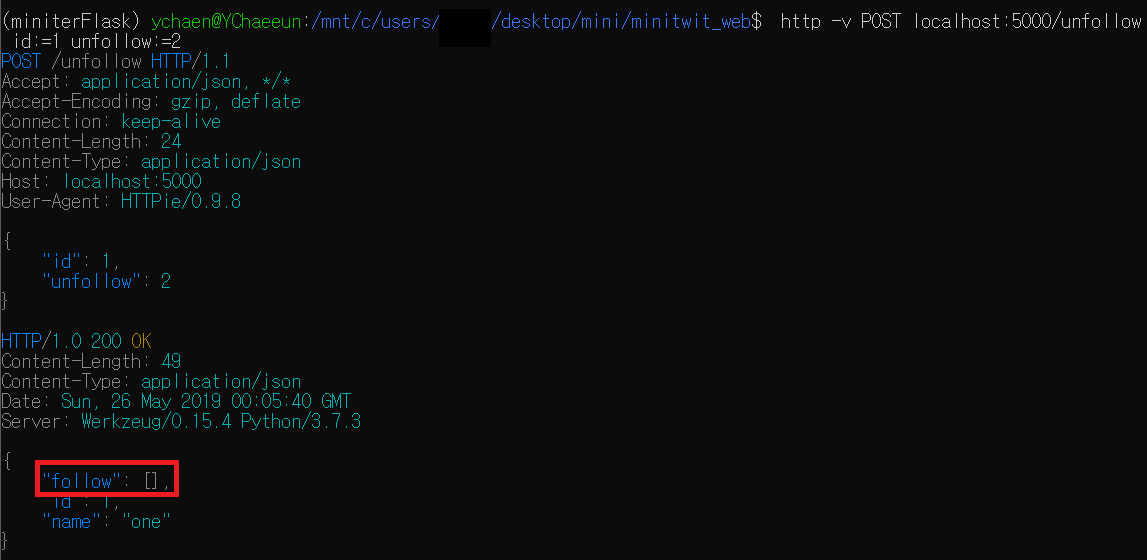 (miniterFlask) ychaen@YChaeeun:/mnt/c/users/ /desktop/mini/minitwit_web$ http -v POST localhost:5000/unfollow
id:=1 unfollow:=2
POST /unfollow HTTP/1.1
Accept: application/json, */*
Accept-Encoding: gzip, deflate
Connection: keep-alive
Content-Length: 24
Content-Type: application/json
Host: localhost:5000
User-Agent: HTTPie/0.9.8
{
"id": 1,
"unfollow": 2
}
HTTP/1.0 200 OK
Content-Length: 49
Content-Type: application/json
Date: Sun, 26 May 2019 00:05:40 GMT
Server: Werkzeug/0.15.4 Python/3.7.3
{
"follow": [],
"id": 1,
"name": "one"
}